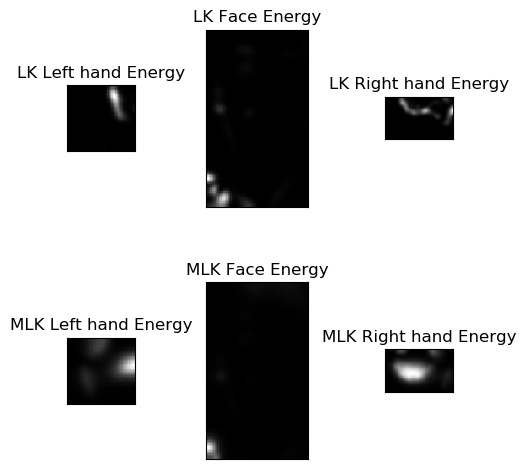 LK Face Energy
LK Left hand Energy
LK Right hand Energy
MLK Face Energy
MLK Left hand Energy
MLK Right hand Energy